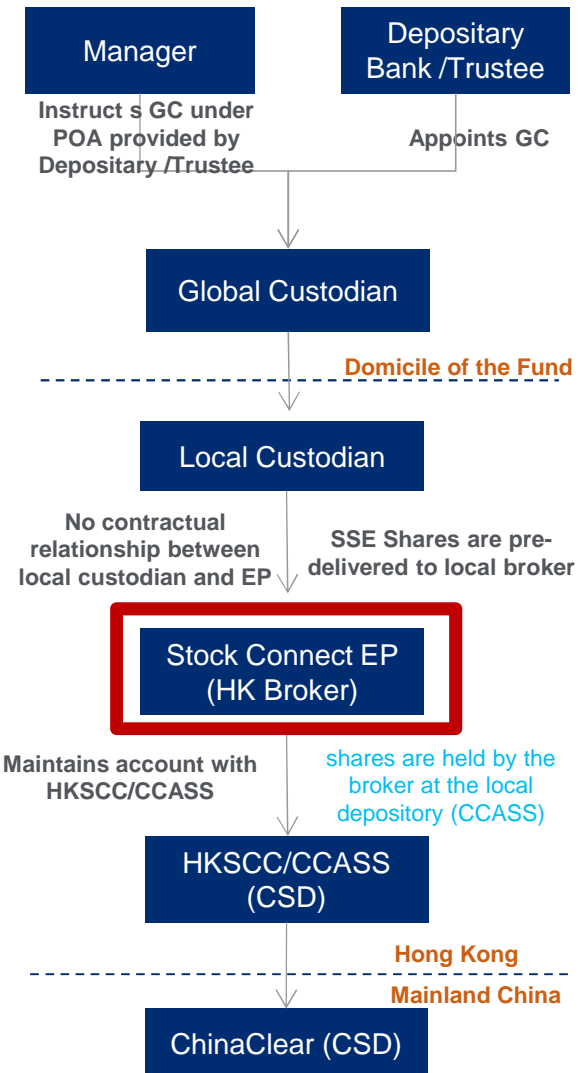 Manager
Depositary
Bank /Trustee
Instruct s GC under
POA provided by
Depositary /Trustee
Appoints GC
Global Custodian
Domicile of the Fund
Local Custodian
No contractual
relationship between
local custodian and EP
SSE Shares are pre-
delivered to local broker
Stock Connect EP
(HK Broker)
Maintains account with
HKSCC/CCASS
shares are held by the
broker at the local
depository (CCASS)
HKSCC/CCASS
(CSD)
Hong Kong
Mainland China
ChinaClear (CSD)